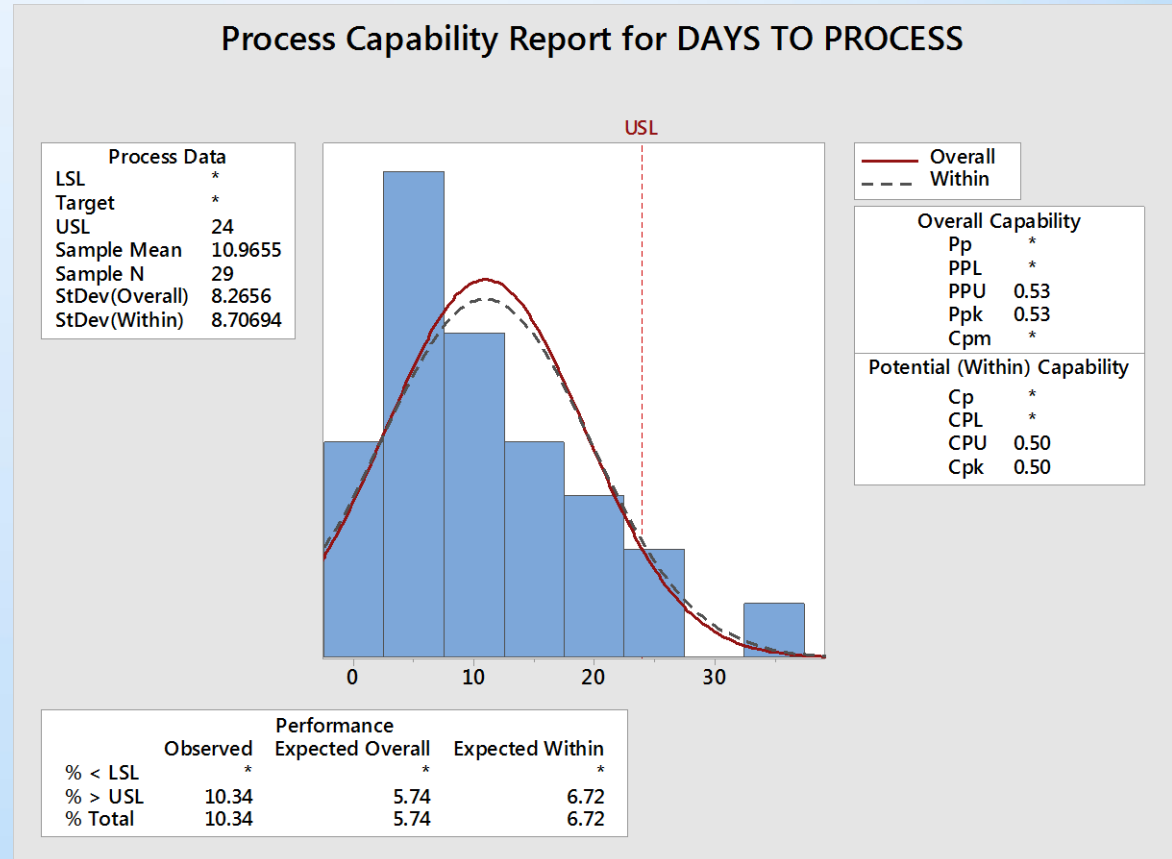 Process Capability Report for DAYS TO PROCESS
USL
Process Data
LSL *
Target *
USL 24
Sample Mean 10.9655
Sample N 29
StDev(Overall) 8.2656
StDev(Within) 8.70694
Overall
Within
Overall Capability
Pp *
PPL *
PPU 0.53
Ppk 0.53
Cpm *
Potential (Within) Capability
Cp *
CPL *
CPU 0.50
Cpk 0.50
0 10 20 30
Performance
Observed Expected Overall Expected Within
% < LSL * * *
% > USL 10.34 5.74 6.72
% Total 10.34 5.74 6.72